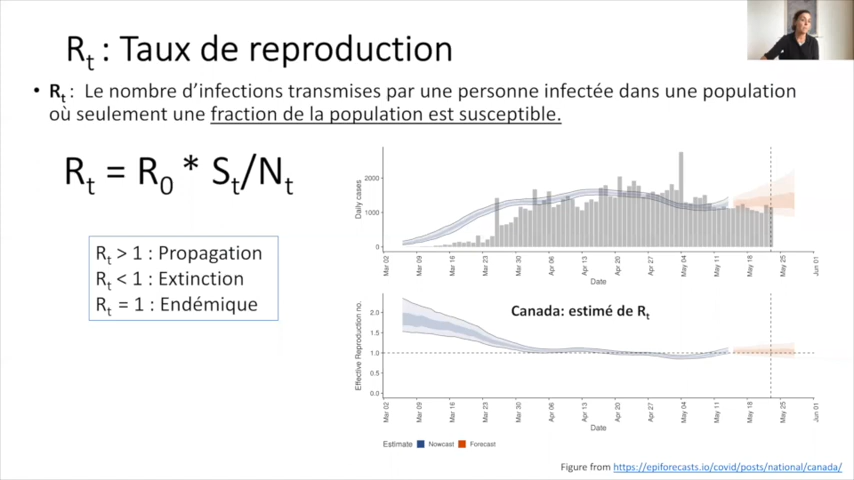 Rt : Taux de reproduction
• Rt : Le nombre d'infections transmises par une personne infectée dans une population
où seulement une fraction de la population est susceptible.
Rt = R0 * St/Nt
Rt > 1 : Propagation
Rt < 1 : Extinction
Rt = 1 : Endémique
Daily cases
2000
1000
0
Mar 02
Mar 09
Mar 16
Mar 23
Mar 30
Apr 06
Apr 13
Apr 20
Apr 27
May 04
May 11
May 18
May 25
Jun 01
Date
Canada: estimé de Rt
Effective Reproduction no.
2.0
1.5
1.0
0.5
0.0
Mar 02
Mar 09
Mar 16
Mar 23
Mar 30
Apr 06
Apr 13
Apr 20
Apr 27
May 04
May 11
May 18
May 25
Jun 01
Date
Estimate Nowcast Forecast
Figure from https://epiforecasts.io/covid/posts/national/canada/